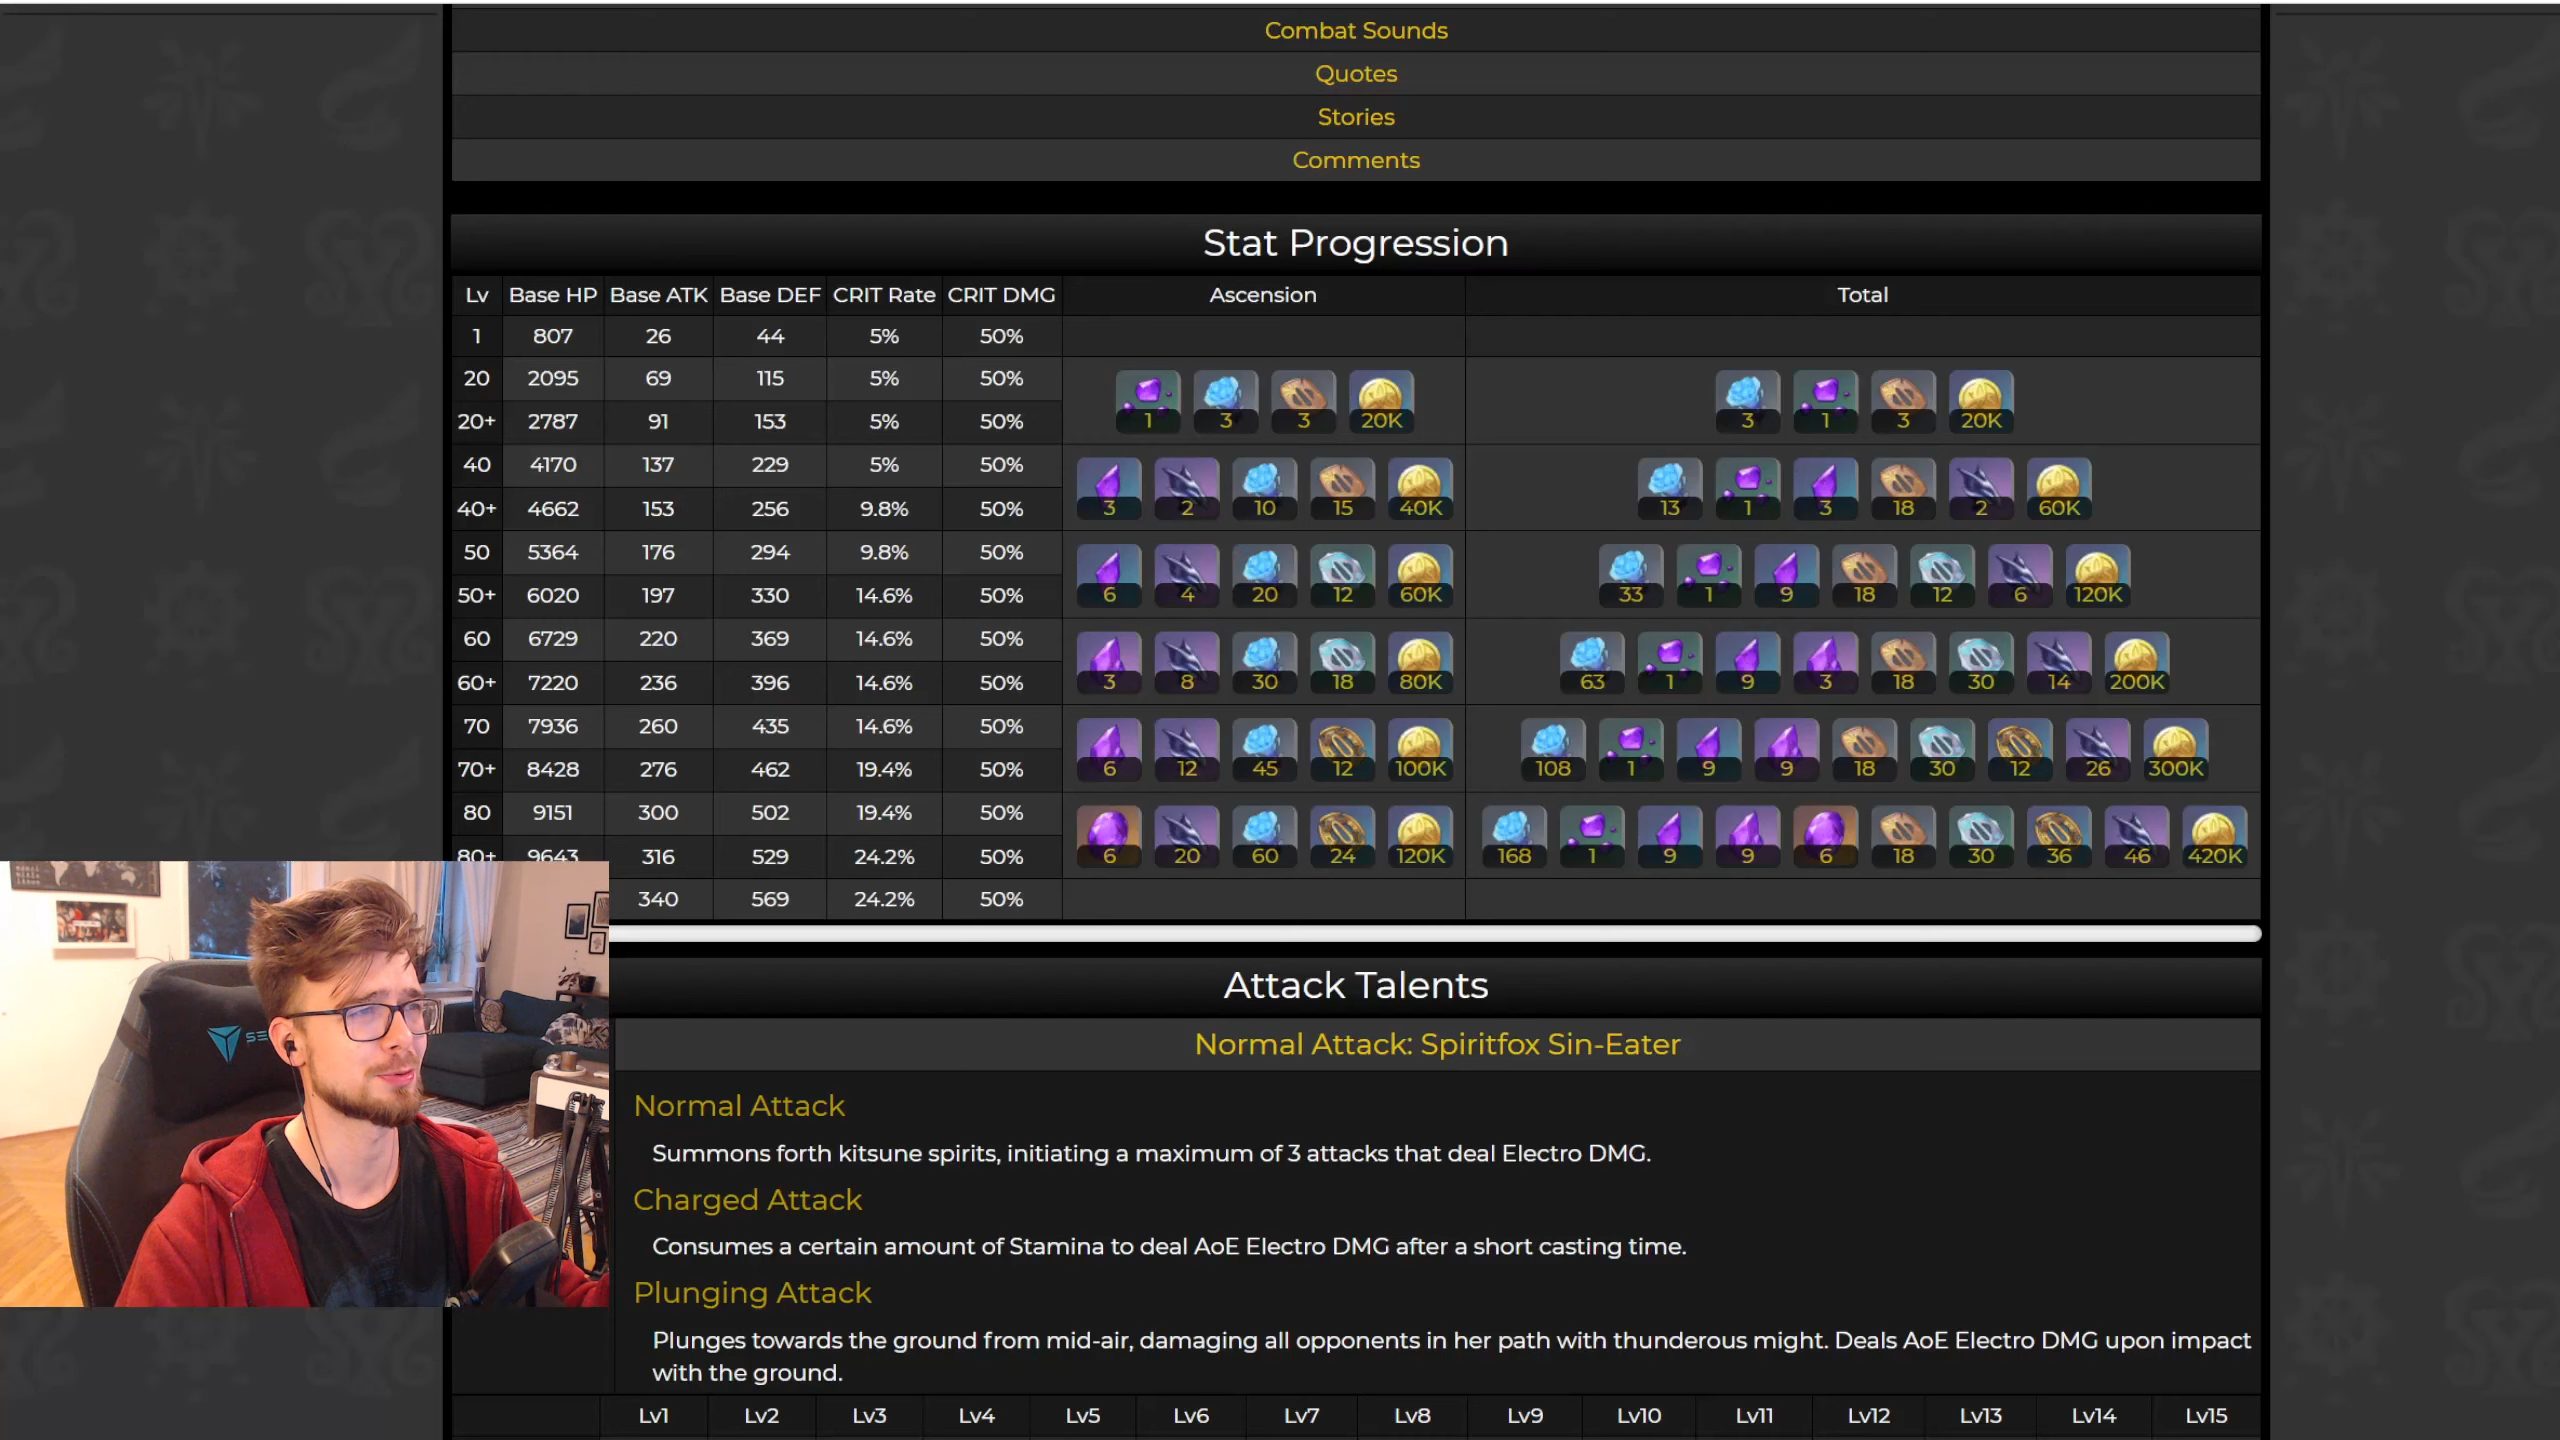 Combat Sounds
Quotes
Stories
Comments
Stat Progression
Lv Base HP Base ATK Base DEF CRIT Rate CRIT DMG Ascension Total
1 807 26 44 5% 50%
20 2095 69 115 5% 50%
1 3 3 20K 3 1 3 20K
20+ 2787 91 153 5% 50%
40 4170 137 229 5% 50%
3 2 10 15 40K 13 1 3 18 2 60K
40+ 4662 153 256 9.8% 50%
50 5364 176 294 9.8% 50%
6 4 20 12 60K 33 1 9 18 12 6 120K
50+ 6020 197 330 14.6% 50%
60 6729 220 369 14.6% 50%
3 8 30 18 80K 63 1 9 3 18 30 14 200K
60+ 7220 236 396 14.6% 50%
70 7936 260 435 14.6% 50%
6 12 45 12 100K 108 1 9 9 18 30 12 26 300K
70+ 8428 276 462 19.4% 50%
80 9151 300 502 19.4% 50%
6 20 60 24 120K 168 1 9 9 6 18 30 36 46 420K
80+ 9643 316 529 24.2% 50%
340 569 24.2% 50%
Attack Talents
Normal Attack: Spiritfox Sin-Eater
Normal Attack
Summons forth kitsune spirits, initiating a maximum of 3 attacks that deal Electro DMG.
Charged Attack
Consumes a certain amount of Stamina to deal AoE Electro DMG after a short casting time.
Plunging Attack
Plunges towards the ground from mid-air, damaging all opponents in her path with thunderous might. Deals AoE Electro DMG upon impact
with the ground.
Lv1 Lv2 Lv3 Lv4 Lv5 Lv6 Lv7 Lv8 Lv9 Lv10 Lv11 Lv12 Lv13 Lv14 Lv15